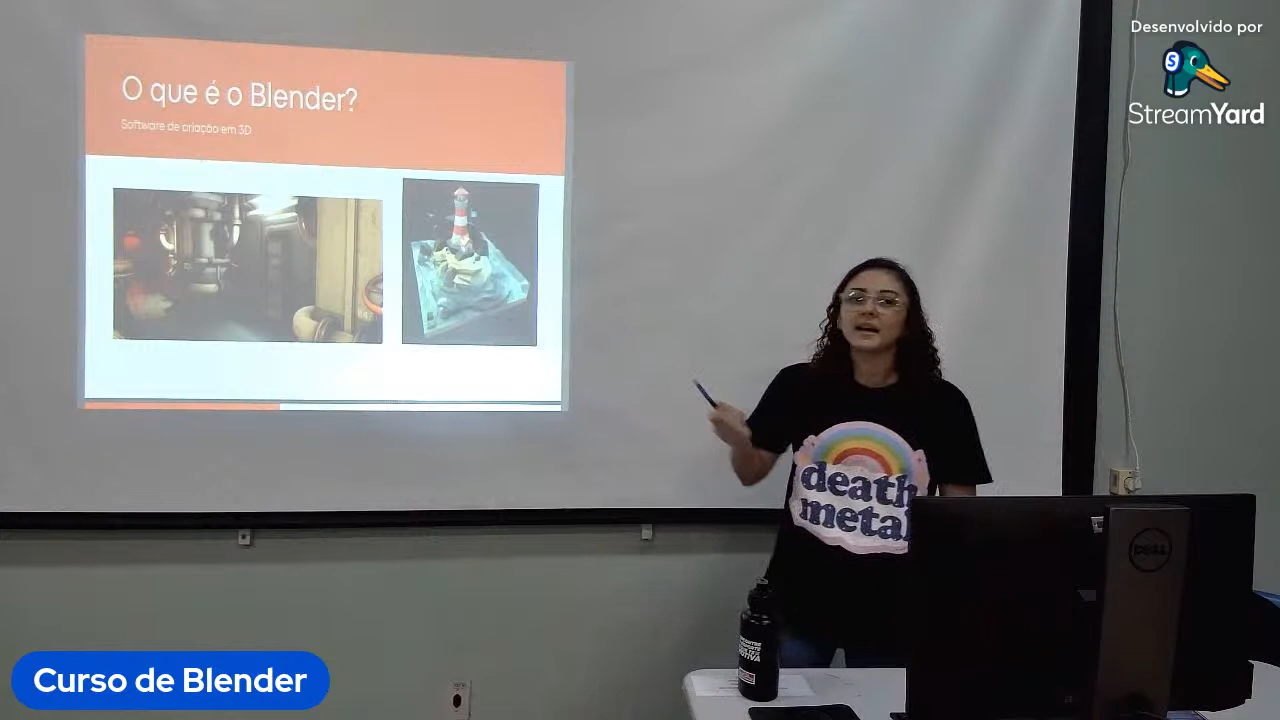 Desenvolvido por
S
StreamYard
O que é o Blender?
Software de criação em 3D
death
metal
DELL
Curso de Blender